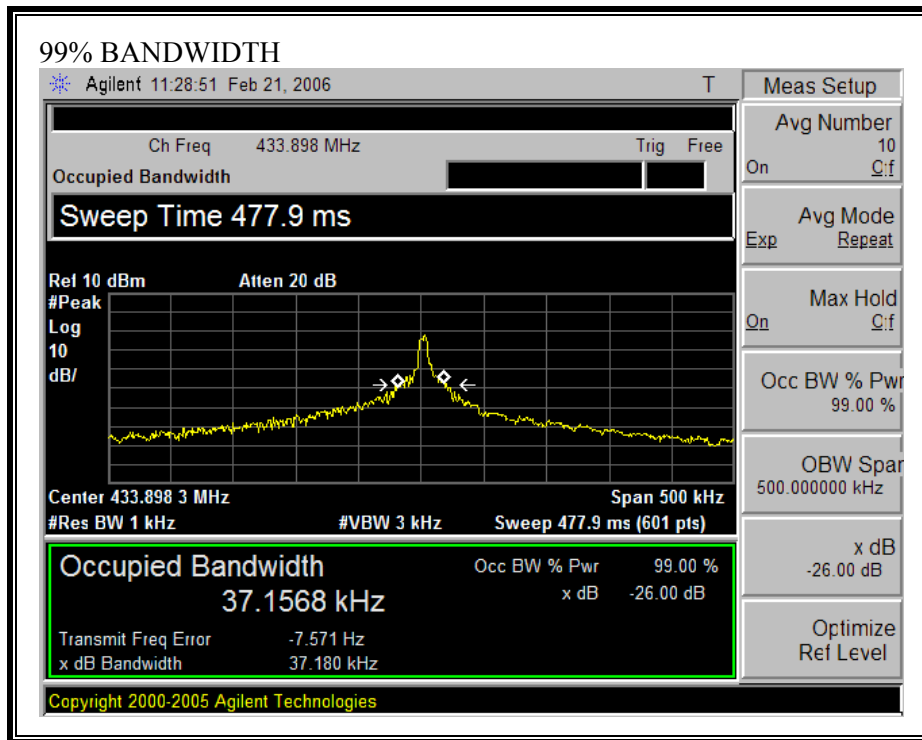 99% BANDWIDTH
Agilent 11:28:51 Feb 21, 2006 T
Ch Freq 433.898 MHz Trig Free
Occupied Bandwidth
Sweep Time 477.9 ms
Ref 10 dBm Atten 20 dB
#Peak
Log
10
dB/
Center 433.898 3 MHz Span 500 kHz
#Res BW 1 kHz #VBW 3 kHz Sweep 477.9 ms (601 pts)
Occupied Bandwidth Occ BW % Pwr 99.00 %
37.1568 kHz x dB -26.00 dB
Transmit Freq Error -7.571 Hz
x dB Bandwidth 37.180 kHz
Copyright 2000-2005 Agilent Technologies
Meas Setup
Avg Number
10
On Off
Avg Mode
Exp Repeat
Max Hold
On Off
Occ BW % Pwr
99.00 %
OBW Span
500.000000 kHz
x dB
-26.00 dB
Optimize
Ref Level